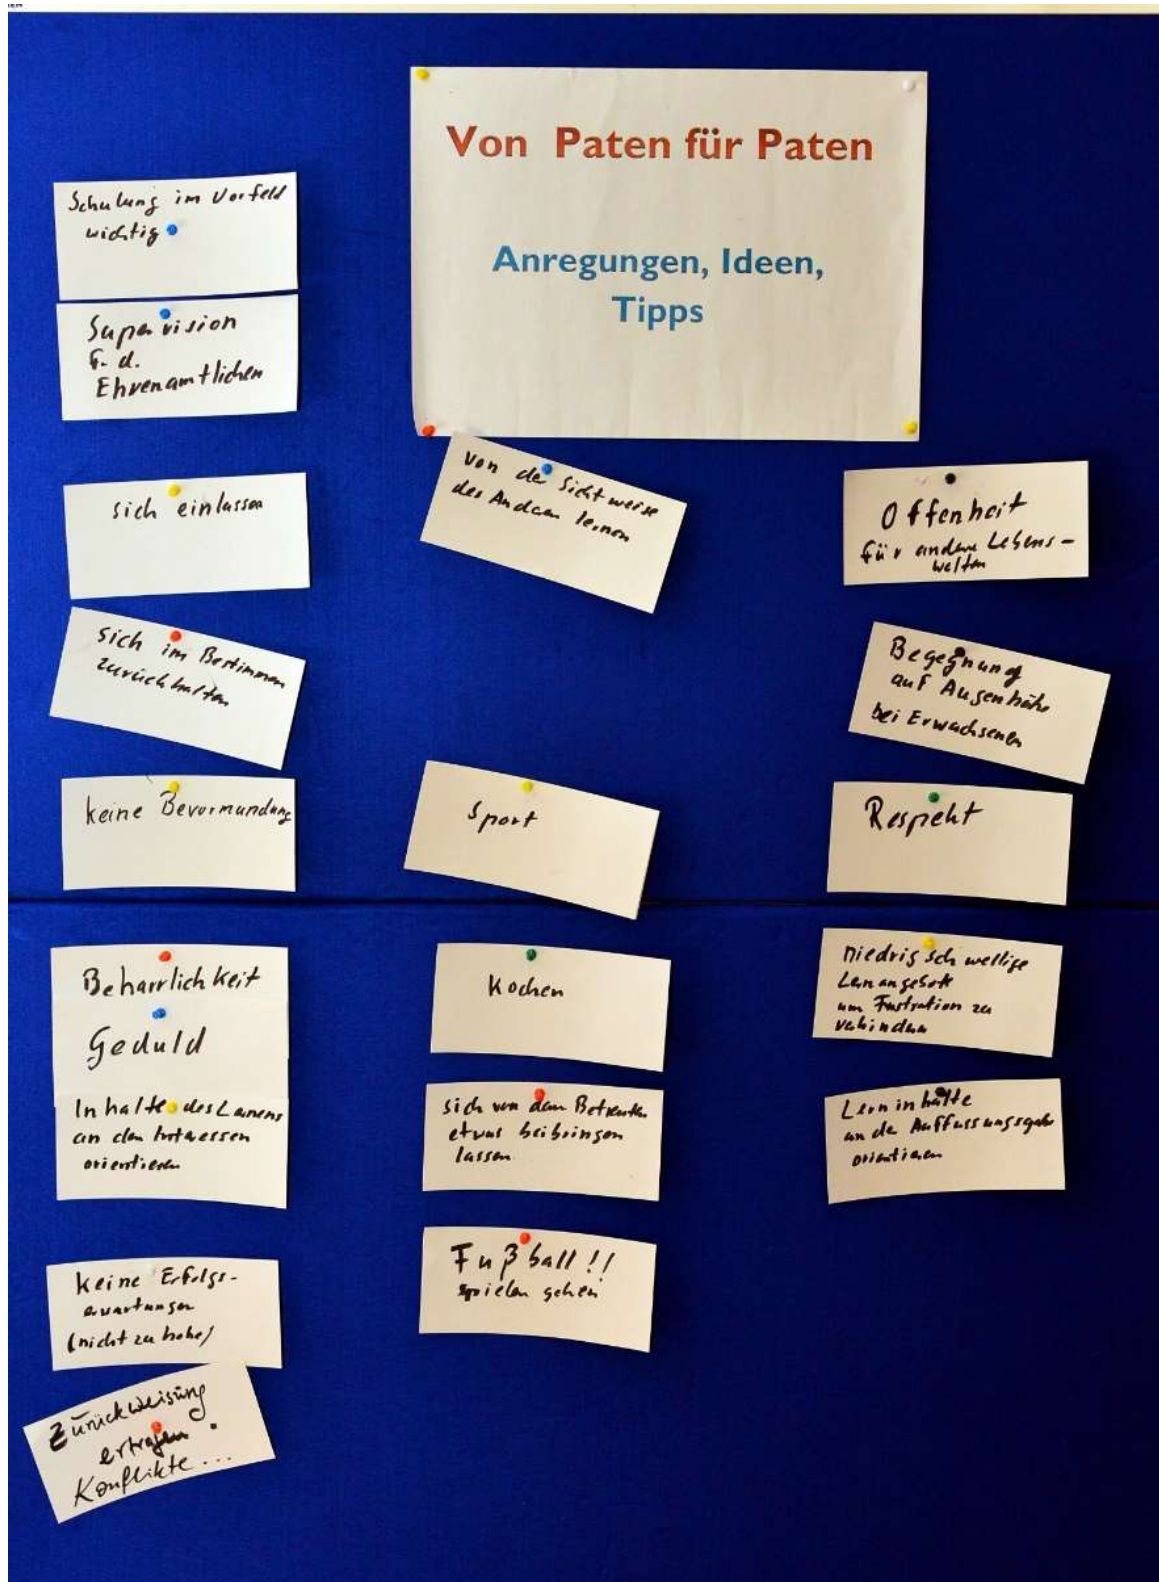 Von Paten für Paten
Anregungen, Ideen,
Tipps
Schulung im Vorfeld
wichtig
Supervision
f. d.
Ehrenamtlichen
sich einlassen
sich im Bestimmen
zurückhalten
keine Bevormundung
Beharrlichkeit
Geduld
Inhalte des Lernens
an den Interessen
orientieren
keine Erfolgs-
erwartungen
(nicht zu hohe)
Zurückweisung
ertragen
Konflikte ...
Von der Sichtweise
des Anderen lernen
Sport
Kochen
sich von dem Betreuten
etwas beibringen
lassen
Fußball!!
spielen gehen
Offenheit
für andere Lebens-
welten
Begegnung
auf Augenhöhe
bei Erwachsenen
Respekt
niedrigschwellige
Lernangebote
um Frustration zu
verhindern
Lerninhalte
an de Auffassungsgabe
orientieren